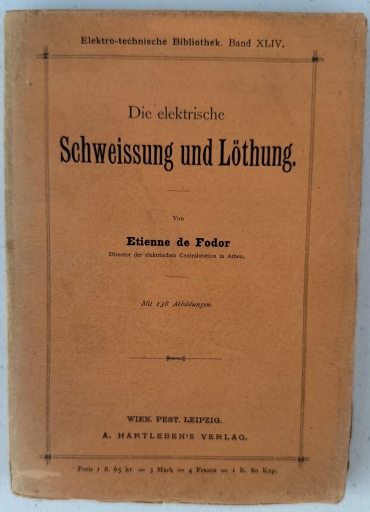 Elektro-technische Bibliothek. Band XLIV.
Die elektrische
Schweissung und Löthung.
Von
Etienne de Fodor
Director der elektrischen Centralstation in Athen.
Mit 138 Abbildungen.
WIEN. PEST. LEIPZIG.
A. HARTLEBEN'S VERLAG.
Preis 1 fl. 65 kr. = 3 Mark = 4 Francs = 1 R. 80 Kop.